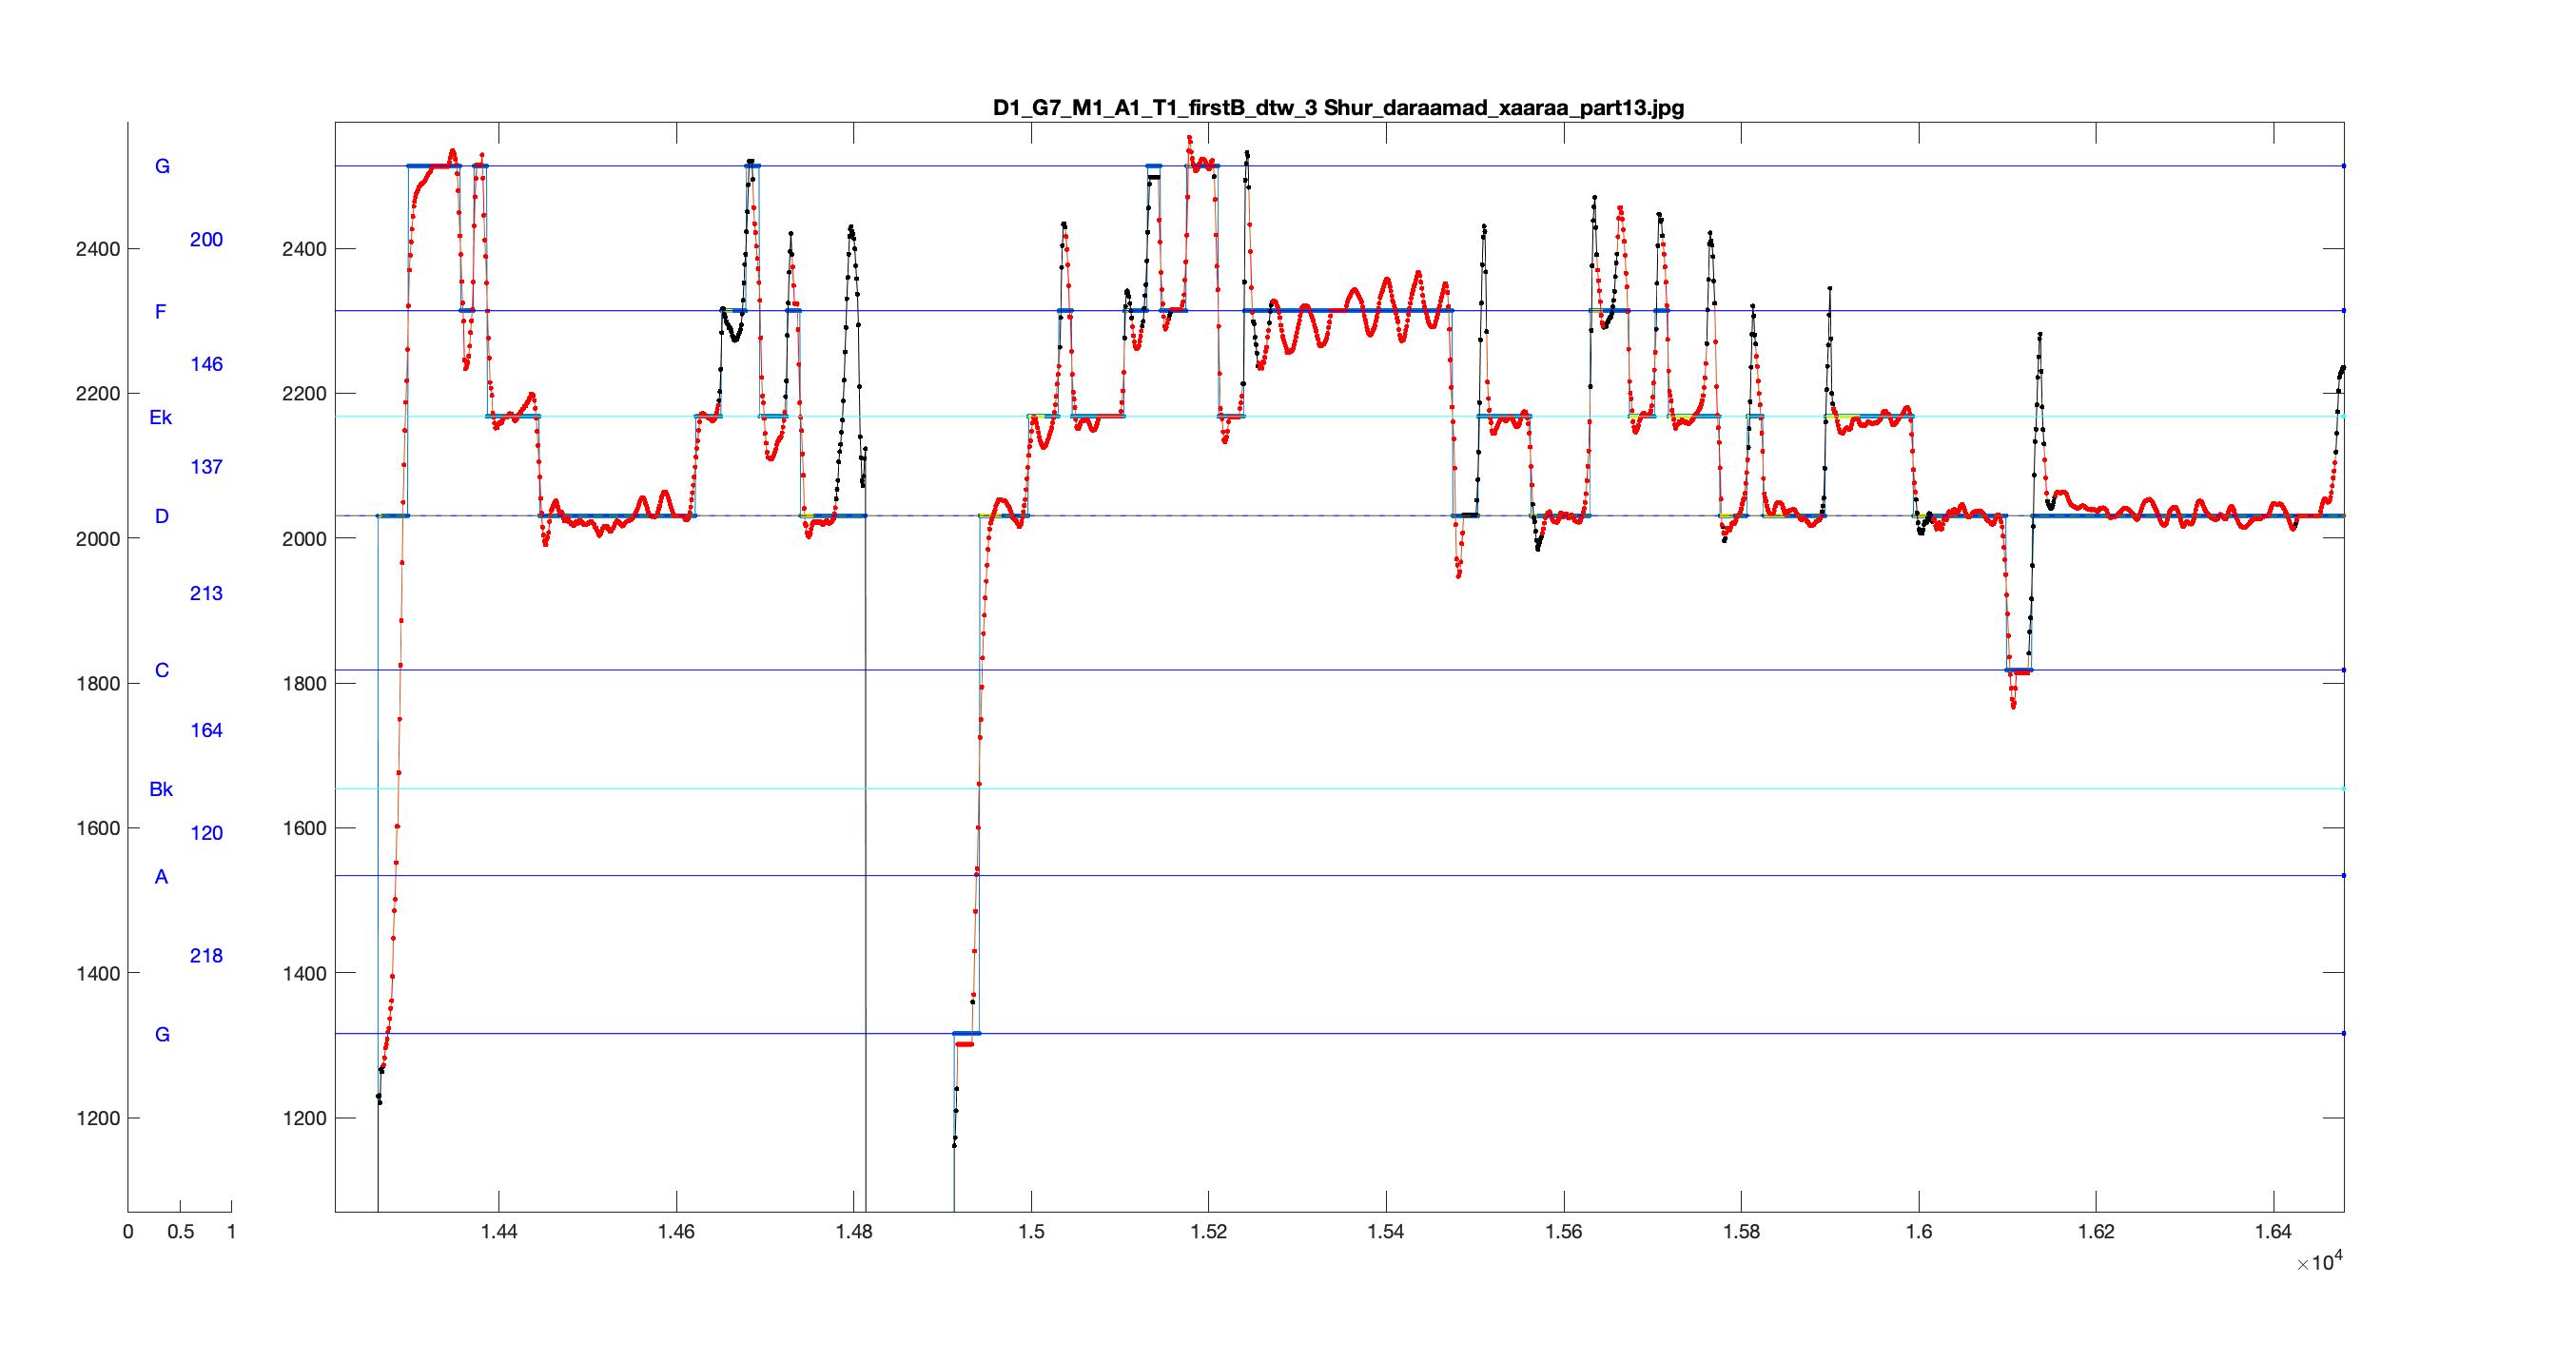 D1_G7_M1_A1_T1_firstB_dtw_3 Shur_daraamad_xaaraa_part13.jpg
G
200
2400 2400
F
146
2200 2200
Ek
137
D
2000 2000
213
C
1800 1800
164
Bk
1600 120 1600
A
218
1400 1400
G
1200 1200
0 0.5 1 1.44 1.46 1.48 1.5 1.52 1.54 1.56 1.58 1.6 1.62 1.64
×10⁴